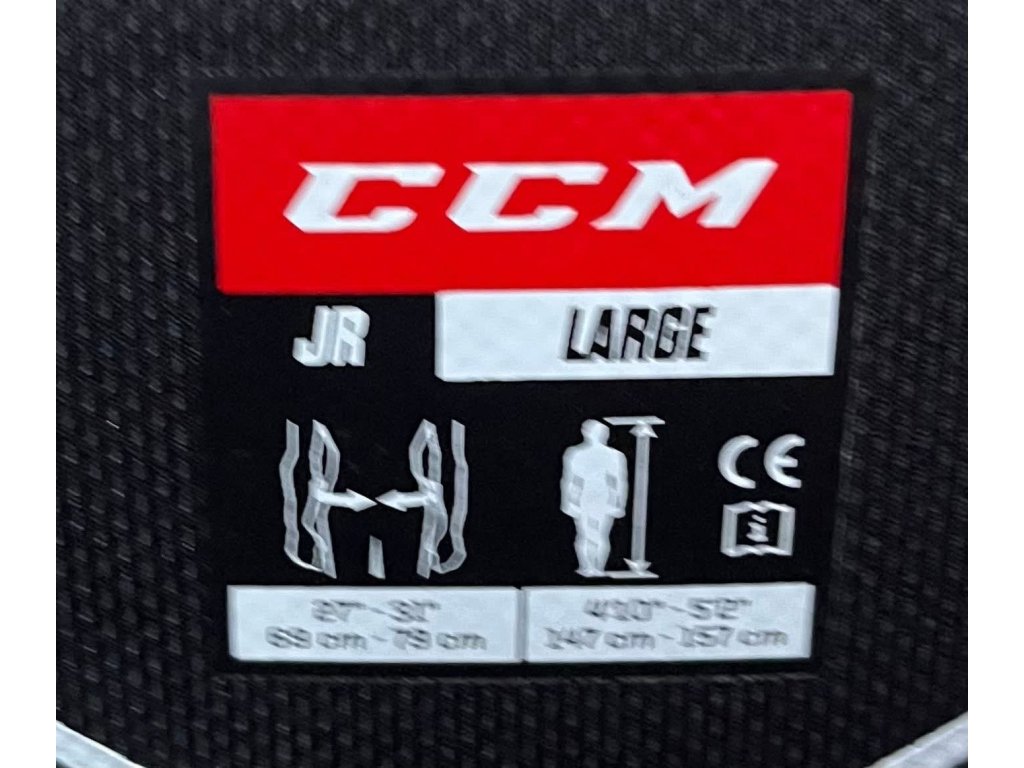 CCM
JR LARGE
CE
i
27" - 31" 4'10" - 5'2"
69 cm - 79 cm 147 cm - 157 cm